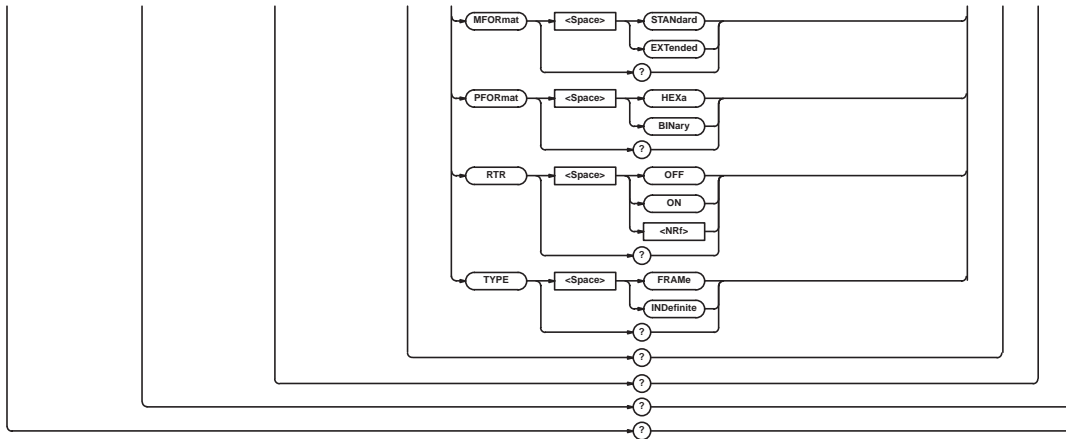 MFORmat <Space> STANdard
EXTended
?
PFORmat <Space> HEXa
BINary
?
RTR <Space> OFF
ON
<NRf>
?
TYPE <Space> FRAMe
INDefinite
?
?
?
?
?